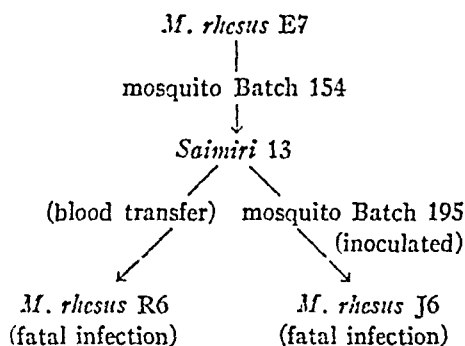 M. rhesus E7
mosquito Batch 154
Saimiri 13
(blood transfer) mosquito Batch 195
(inoculated)
M. rhesus R6 M. rhesus J6
(fatal infection) (fatal infection)